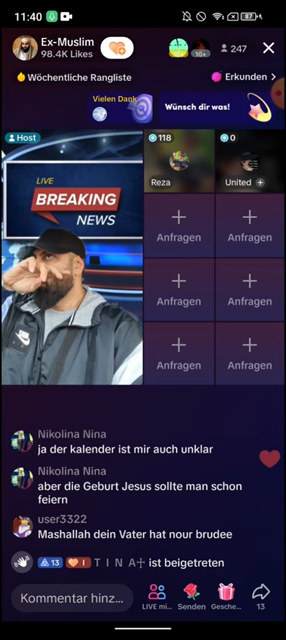 11:40
87
Ex-Muslim
98.4K Likes
10+
247
Wöchentliche Rangliste
Erkunden >
Vielen Dank
Wünsch dir was!
Host
118
0
LIVE
BREAKING
NEWS
Reza
United +
Anfragen
Anfragen
Anfragen
Anfragen
Anfragen
Anfragen
Nikolina Nina
ja der kalender ist mir auch unklar
Nikolina Nina
aber die Geburt Jesus sollte man schon
feiern
user3322
Mashallah dein Vater hat nour brudee
13 I T I N A☩ ist beigetreten
Kommentar hinz...
LIVE mi...
Senden
Gesche...
13